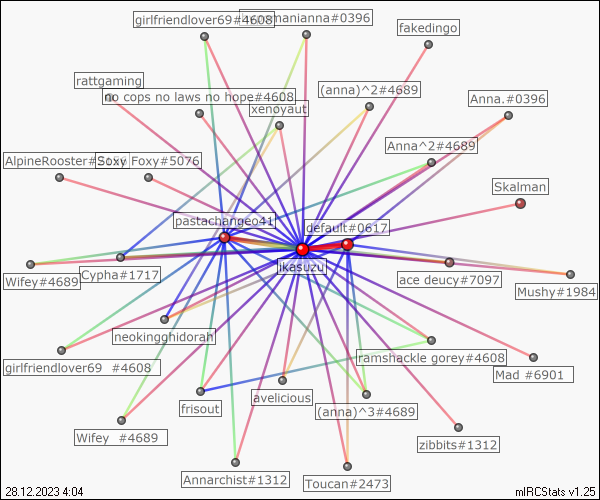 girlfriendlover69#4608
manianna#0396
fakedingo
rattgaming
no cops no laws no hope#4608
(anna)^2#4689
Anna.#0396
xenoyaut
Anna^2#4689
AlpineRooster#2
Foxy#5076
Skalman
pastachangeo41
default#0617
ikasuzu
Wifey#4689
Cypha#1717
ace deucy#7097
Mushy#1984
neokingghidorah
girlfriendlover69 #4608
ramshackle gorey#4608
Mad #6901
frisout
avelicious
(anna)^3#4689
Wifey #4689
zibbits#1312
Annarchist#1312
Toucan#2473
28.12.2023 4:04
mIRCStats v1.25